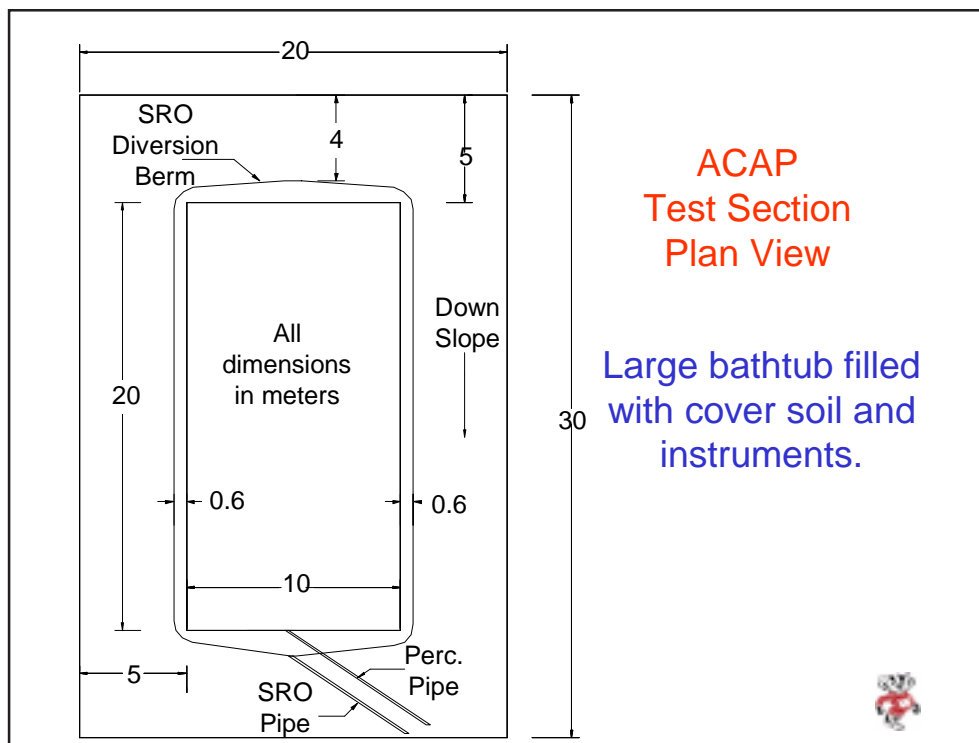 20
SRO
Diversion
Berm
4
5
ACAP
Test Section
Plan View
All
dimensions
in meters
Down
Slope
20
Large bathtub filled
with cover soil and
instruments.
30
0.6
0.6
10
5
Perc.
Pipe
SRO
Pipe